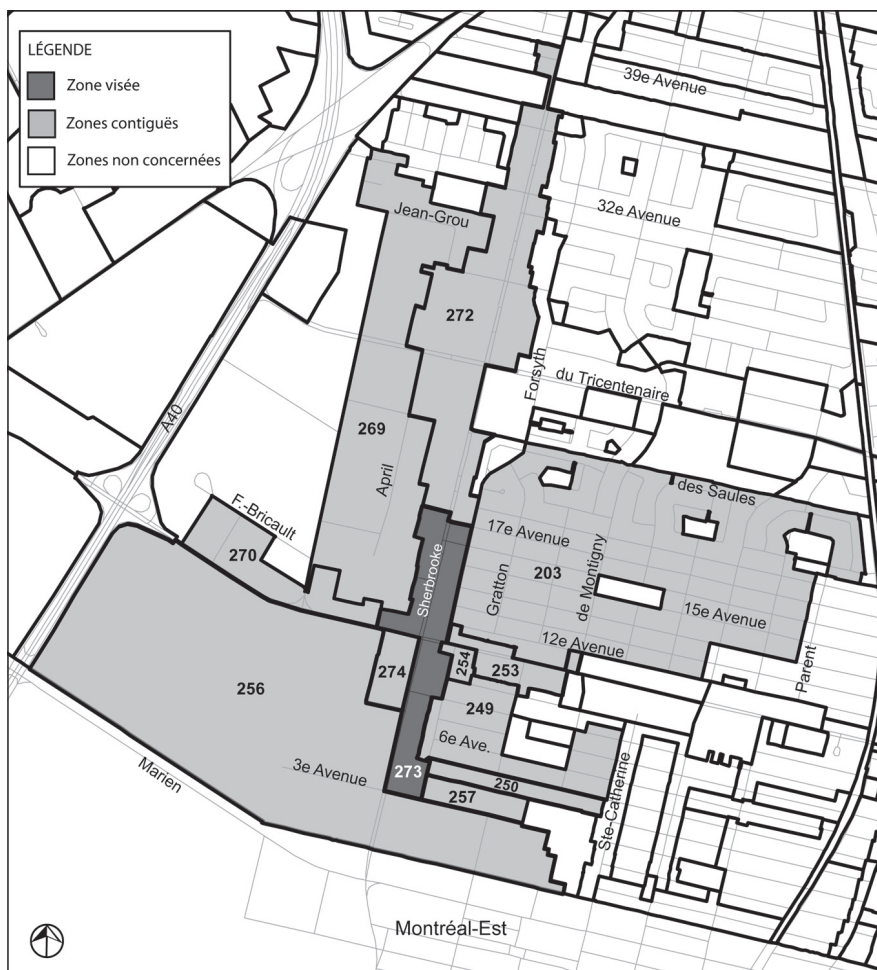 LÉGENDE
Zone visée
Zones contiguës
Zones non concernées
39e Avenue
32e Avenue
Jean-Grou
272
Forsyth
du Tricentenaire
A40
269
April
des Saules
F.-Bricault
270
Sherbrooke
17e Avenue
Gratton
203
de Montigny
15e Avenue
12e Avenue
Parent
254
253
274
256
249
6e Ave.
Marien
3e Avenue
273
250
257
Ste-Catherine
Montréal-Est